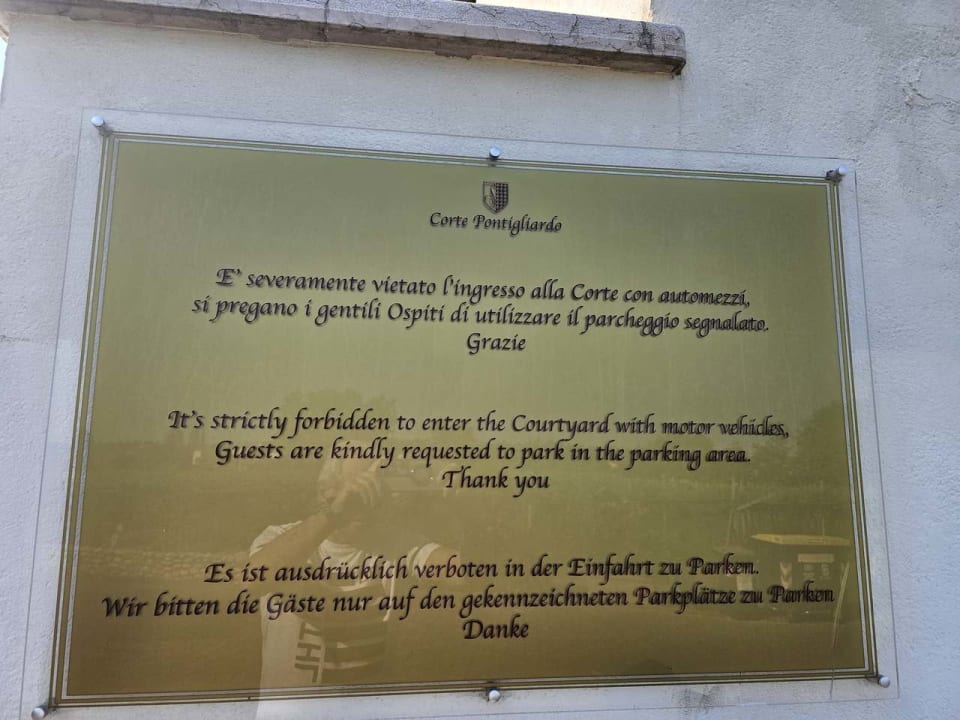 Corte Pontigliardo
E' severamente vietato l'ingresso alla Corte con automezzi,
si pregano i gentili Ospiti di utilizzare il parcheggio segnalato.
Grazie
It's strictly forbidden to enter the Courtyard with motor vehicles,
Guests are kindly requested to park in the parking area.
Thank you
Es ist ausdrücklich verboten in der Einfahrt zu Parken.
Wir bitten die Gäste nur auf den gekennzeichneten Parkplätze zu Parken
Danke